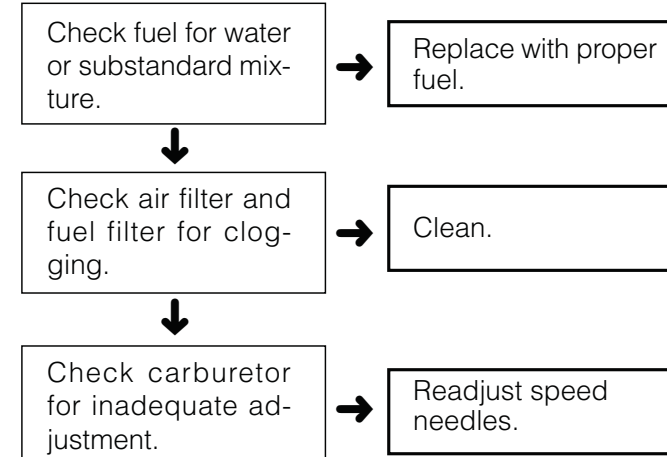 Check fuel for water
or substandard mix-
ture.
Replace with proper
fuel.
Check air filter and
fuel filter for clog-
ging.
Clean.
Check carburetor
for inadequate ad-
justment.
Readjust speed
needles.